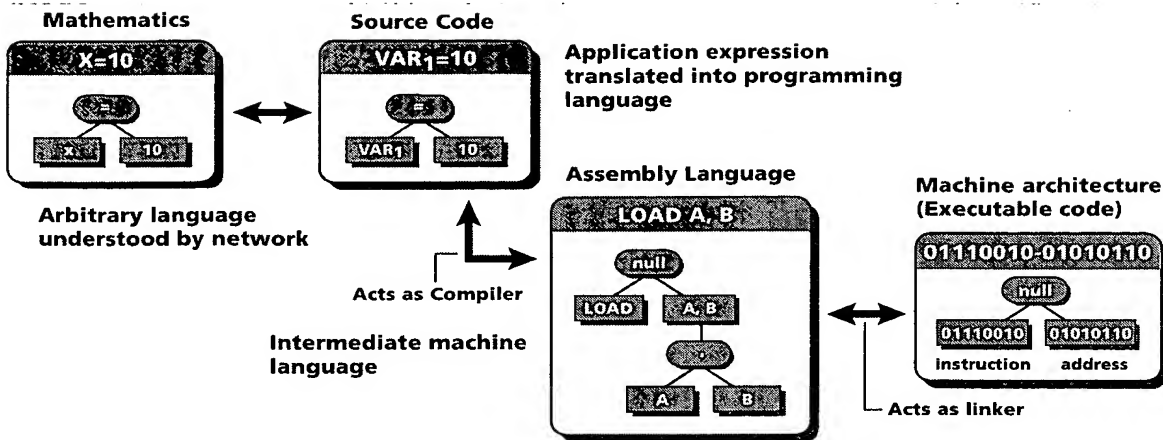 Mathematics
X=10
=
X
10
Arbitrary language
understood by network
Source Code
VAR1=10
=
VAR1
10
Application expression
translated into programming
language
Acts as Compiler
Intermediate machine
language
Assembly Language
LOAD A, B
null
LOAD
A, B
A
B
Machine architecture
(Executable code)
01110010-01010110
null
01110010
01010110
instruction
address
Acts as linker